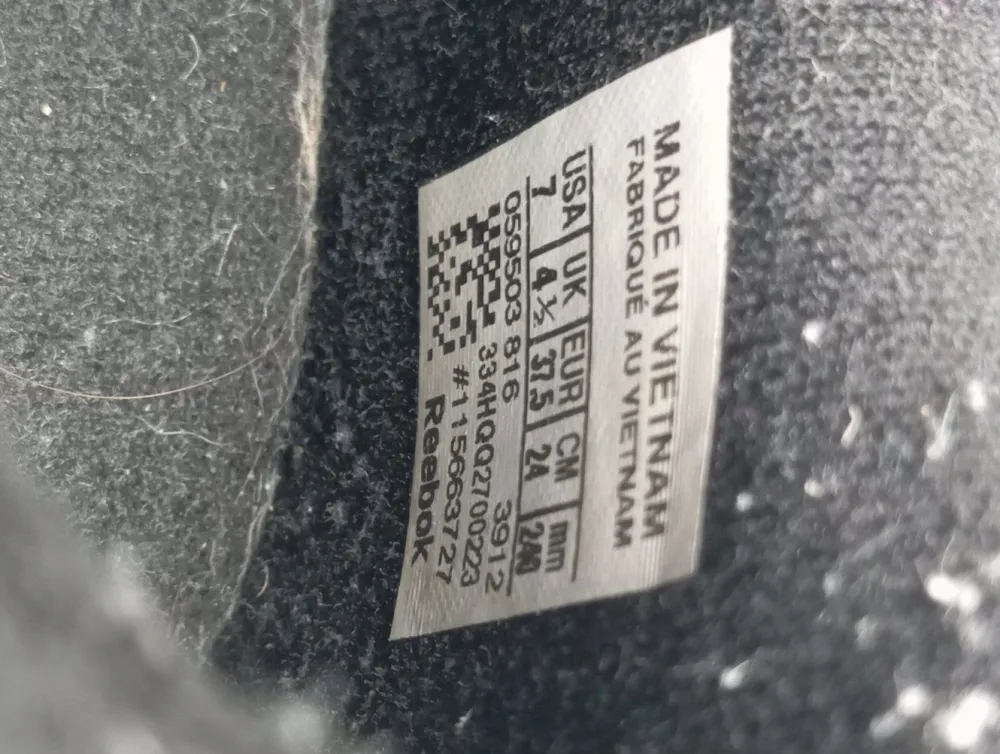 MADE IN VIETNAM
FABRIQUÉ AU VIETNAM
USA UK EUR CM mm
7 4½ 37.5 24 240
059503 816 3912
334HQQ2700223
#115663727
Reebok